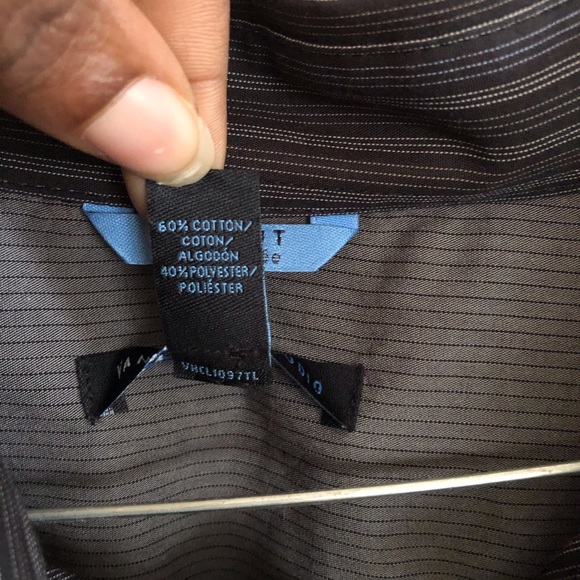 60% COTTON/
COTON/
ALGODÓN
40% POLYESTER/
POLIÉSTER
VHCL1097TL